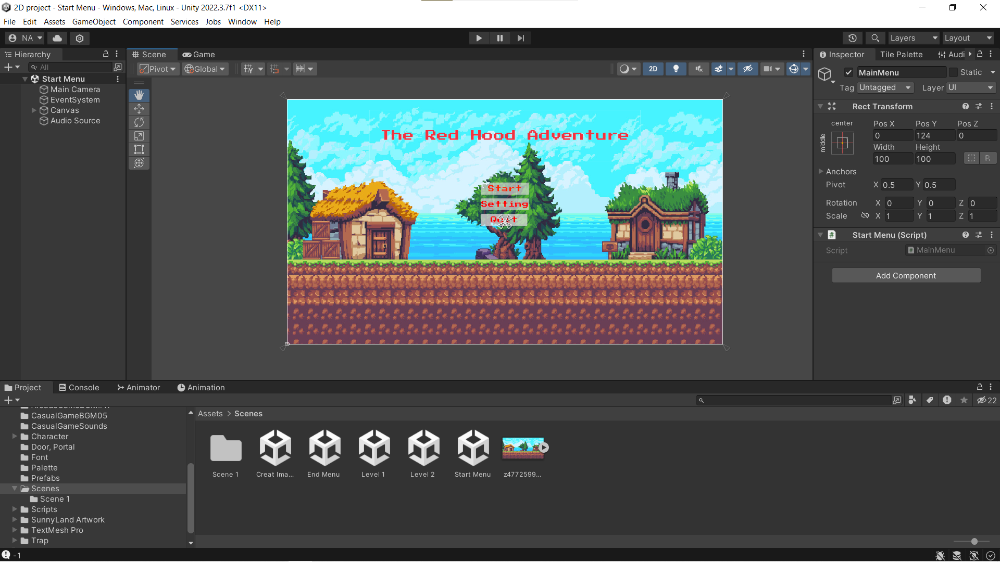 2D project - Start Menu - Windows, Mac, Linux - Unity 2022.3.7f1 <DX11>
File Edit Assets GameObject Component Services Jobs Window Help
NA
Layers Layout
Hierarchy
Scene Game
Inspector Tile Palette Audi
All
Pivot Global
2D
MainMenu Static
Start Menu
Main Camera
EventSystem
Canvas
Audio Source
Tag Untagged Layer UI
Rect Transform
center
middle
Pos X Pos Y Pos Z
0 124 0
Width Height
100 100
R
Anchors
Pivot X 0.5 Y 0.5
Rotation X 0 Y 0 Z 0
Scale X 1 Y 1 Z 1
Start Menu (Script)
Script MainMenu
Add Component
The Red Hood Adventure
Start
Setting
Quit
Project Console Animator Animation
22
CasualGameBGM05
CasualGameSounds
Character
Door, Portal
Font
Palette
Prefabs
Scenes
Scene 1
Scripts
SunnyLand Artwork
TextMesh Pro
Trap
Assets > Scenes
Scene 1 Creat Ima... End Menu Level 1 Level 2 Start Menu z4772599...
-1